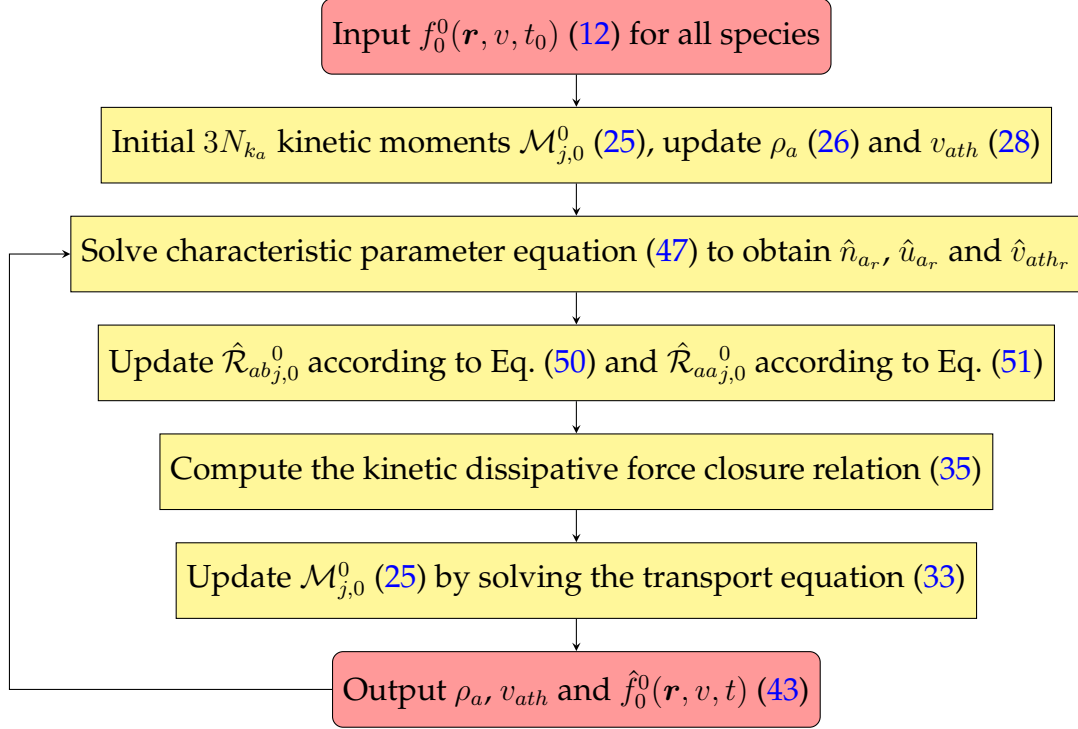 Input $f_0^0(\boldsymbol{r}, v, t_0)$ (12) for all species
Initial $3N_{k_a}$ kinetic moments $\mathcal{M}_{j,0}^0$ (25), update $\rho_a$ (26) and $v_{ath}$ (28)
Solve characteristic parameter equation (47) to obtain $\hat{n}_{a_r}$, $\hat{u}_{a_r}$ and $\hat{v}_{ath_r}$
Update $\hat{\mathcal{R}}_{ab}{}_{j,0}^0$ according to Eq. (50) and $\hat{\mathcal{R}}_{aa}{}_{j,0}^0$ according to Eq. (51)
Compute the kinetic dissipative force closure relation (35)
Update $\mathcal{M}_{j,0}^0$ (25) by solving the transport equation (33)
Output $\rho_a$, $v_{ath}$ and $\hat{f}_0^0(\boldsymbol{r}, v, t)$ (43)